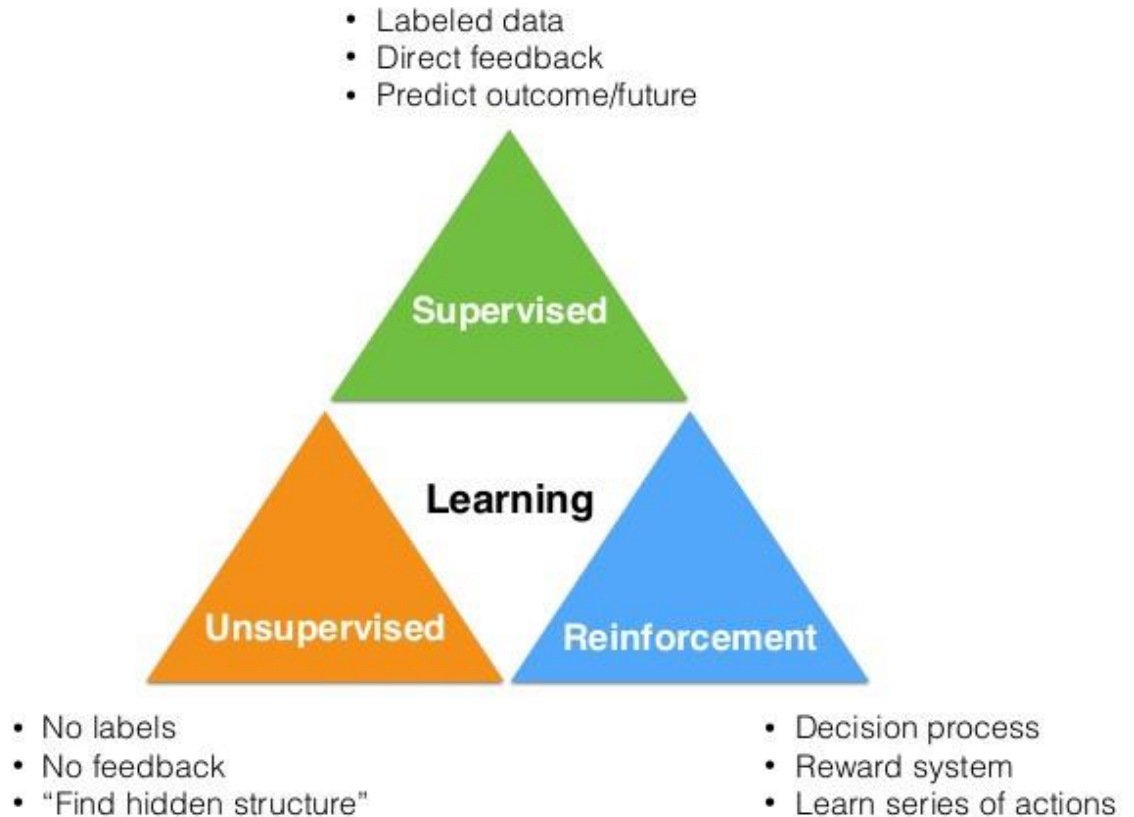 • Labeled data
• Direct feedback
• Predict outcome/future
Supervised
Learning
Unsupervised
Reinforcement
• No labels
• No feedback
• “Find hidden structure”
• Decision process
• Reward system
• Learn series of actions